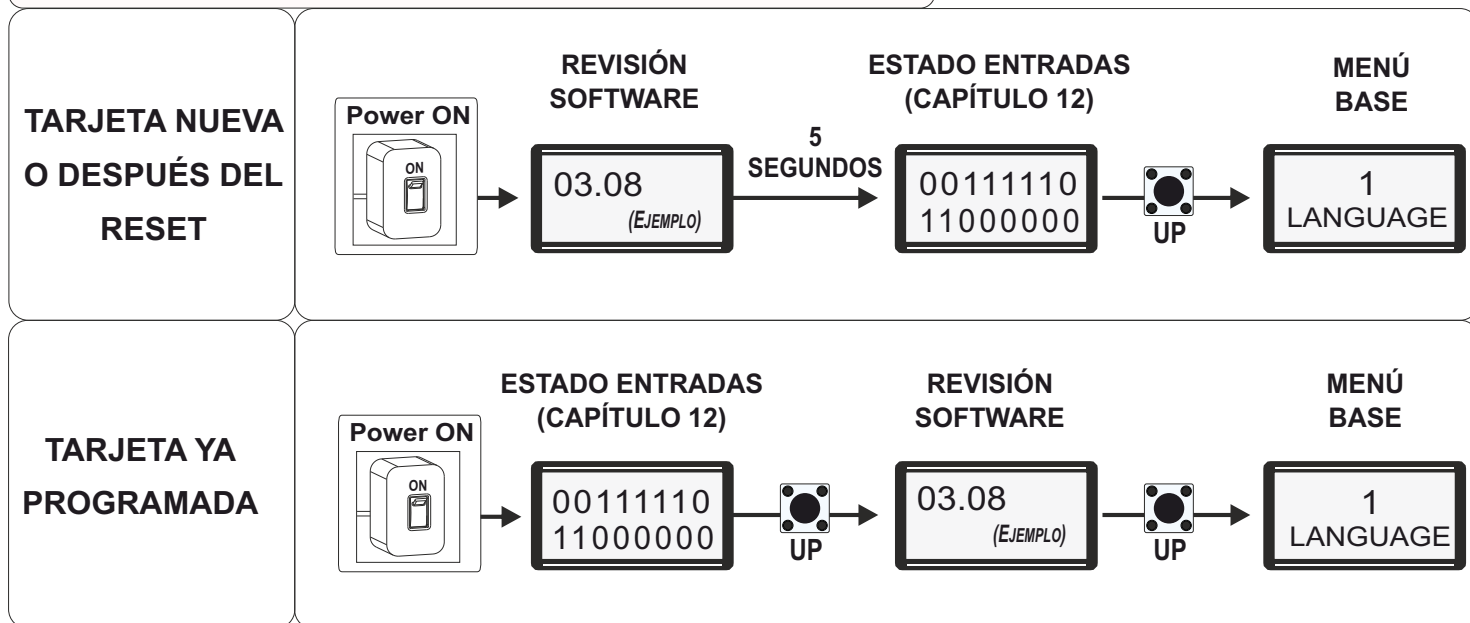 TARJETA NUEVA
O DESPUÉS DEL
RESET
Power ON
ON
REVISIÓN
SOFTWARE
03.08
(EJEMPLO)
5
SEGUNDOS
ESTADO ENTRADAS
(CAPÍTULO 12)
00111110
11000000
UP
MENÚ
BASE
1
LANGUAGE
TARJETA YA
PROGRAMADA
Power ON
ON
ESTADO ENTRADAS
(CAPÍTULO 12)
00111110
11000000
UP
REVISIÓN
SOFTWARE
03.08
(EJEMPLO)
UP
MENÚ
BASE
1
LANGUAGE